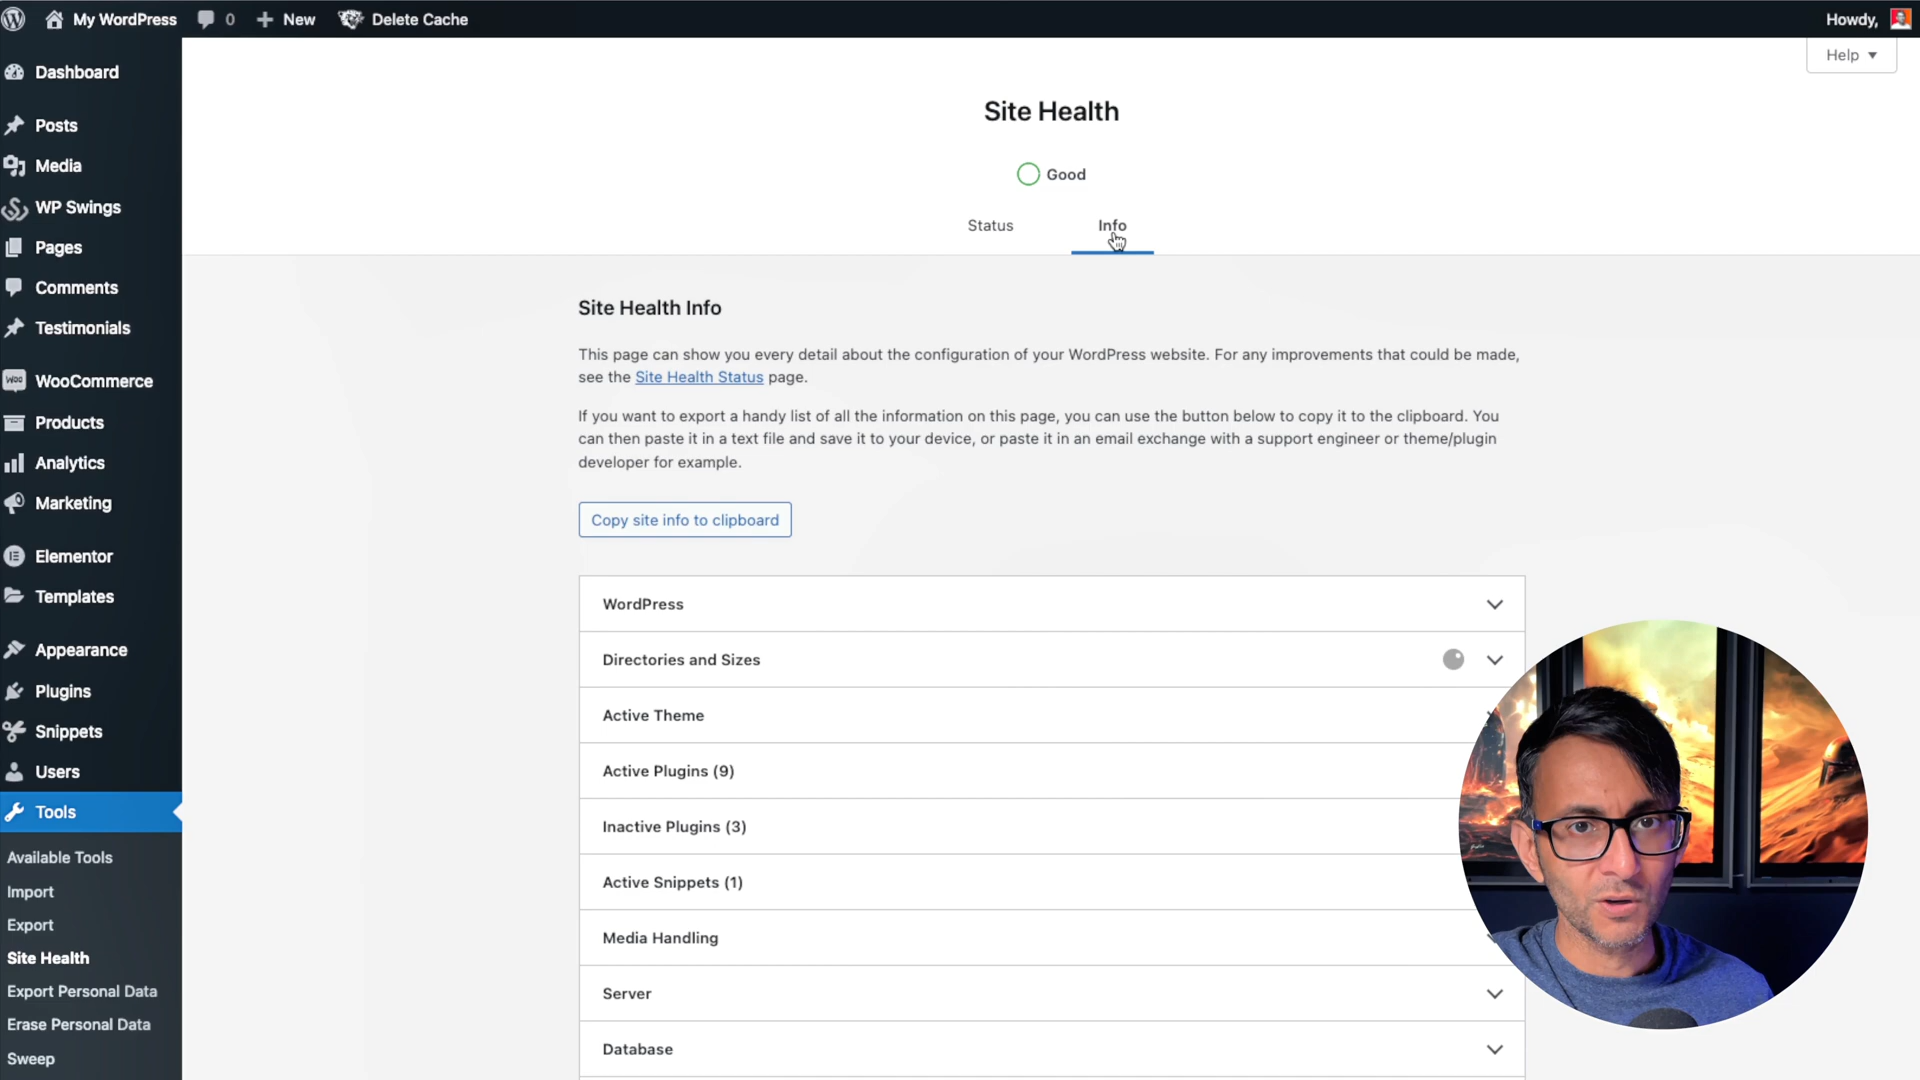 My WordPress
0
New
Delete Cache
Howdy,
Help
Dashboard
Posts
Media
WP Swings
Pages
Comments
Testimonials
WooCommerce
Products
Analytics
Marketing
Elementor
Templates
Appearance
Plugins
Snippets
Users
Tools
Available Tools
Import
Export
Site Health
Export Personal Data
Erase Personal Data
Sweep
Site Health
Good
Status
Info
Site Health Info
This page can show you every detail about the configuration of your WordPress website. For any improvements that could be made,
see the Site Health Status page.
If you want to export a handy list of all the information on this page, you can use the button below to copy it to the clipboard. You
can then paste it in a text file and save it to your device, or paste it in an email exchange with a support engineer or theme/plugin
developer for example.
Copy site info to clipboard
WordPress
Directories and Sizes
Active Theme
Active Plugins (9)
Inactive Plugins (3)
Active Snippets (1)
Media Handling
Server
Database